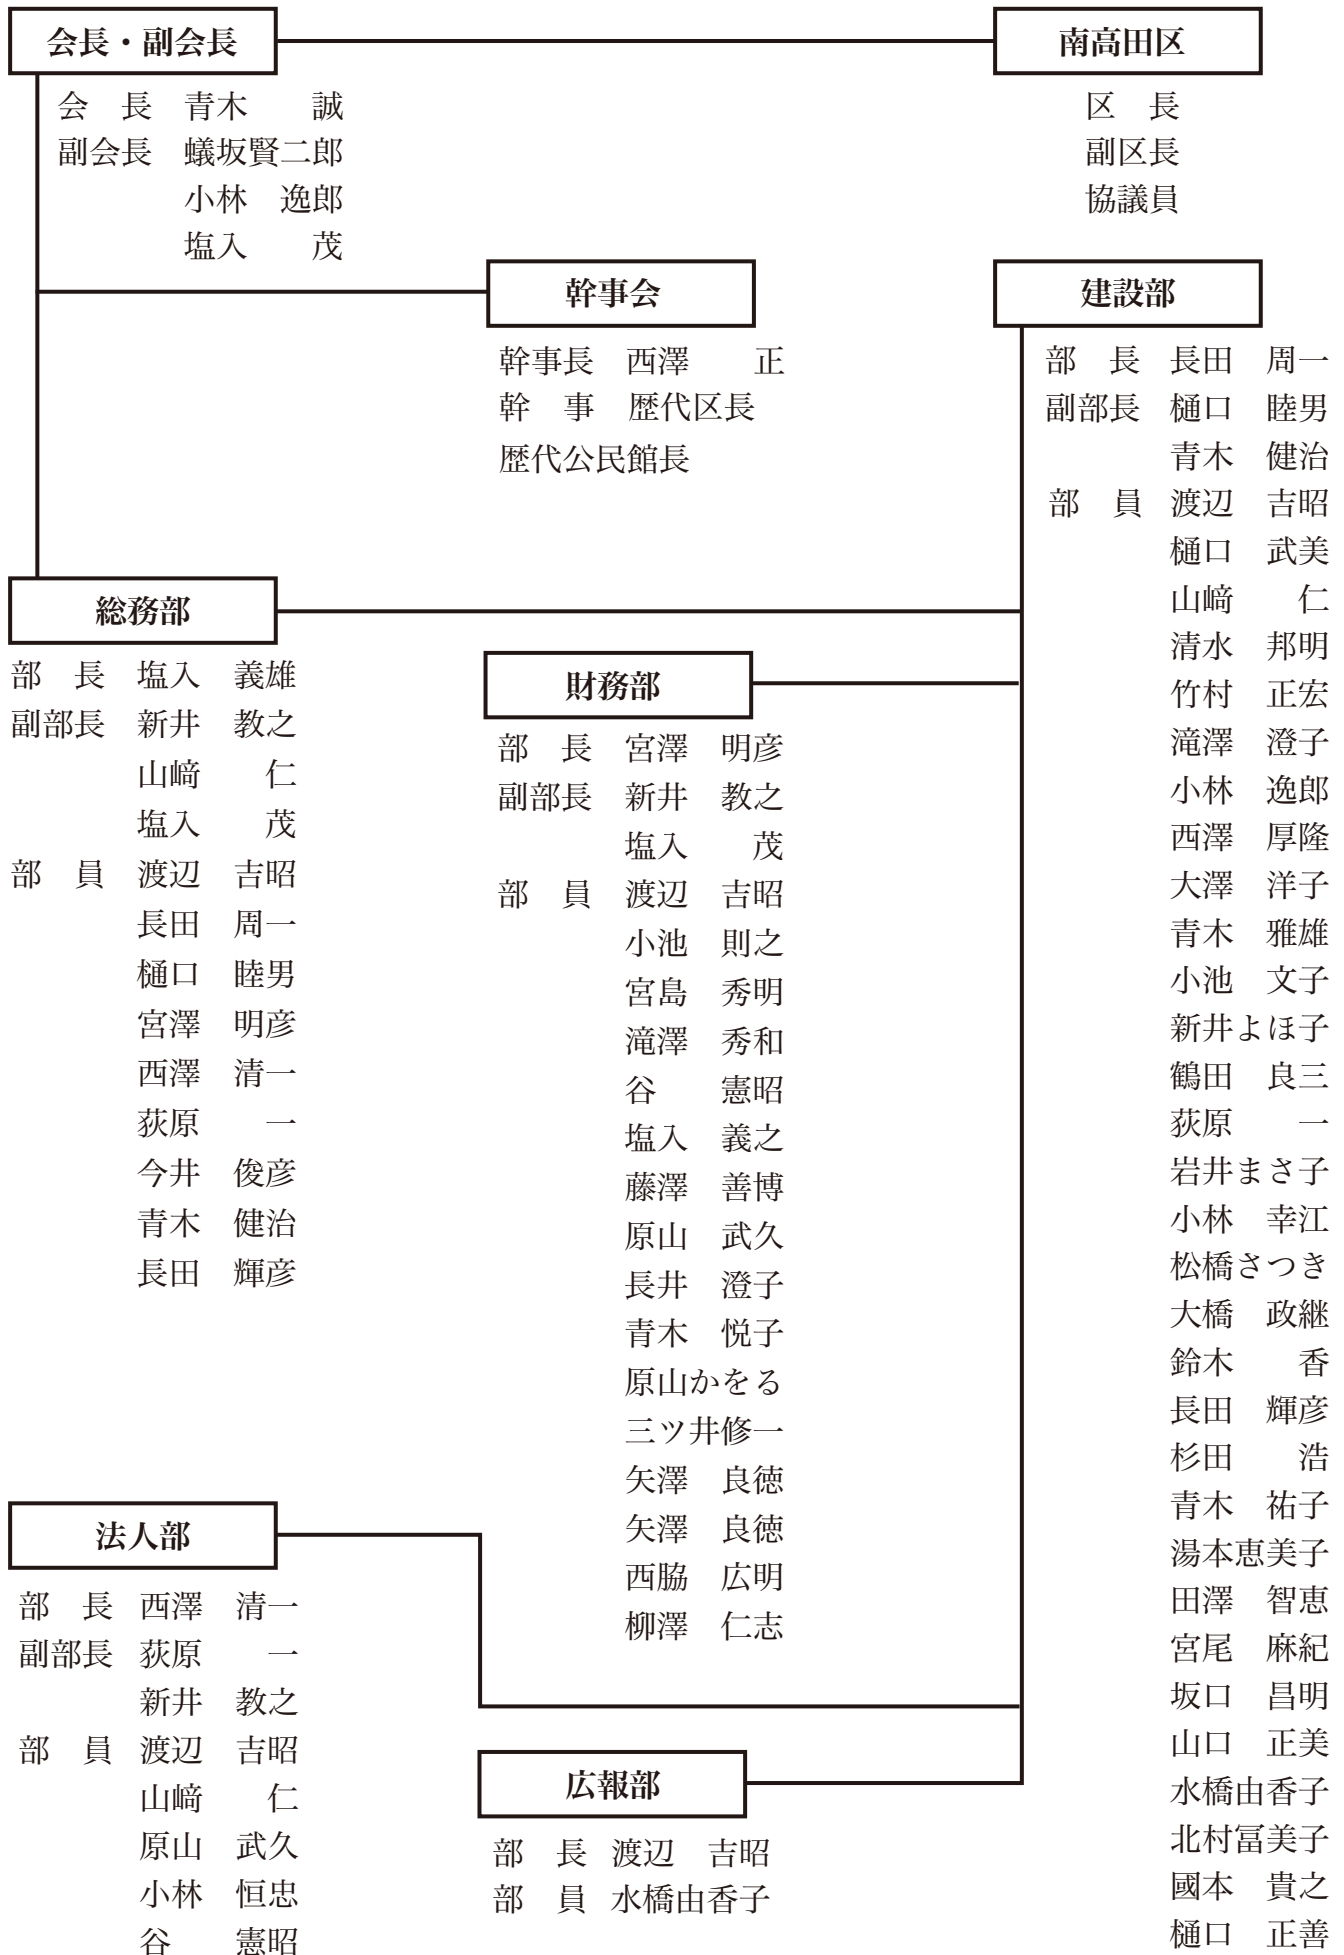 会長・副会長
会　長　青木　　誠
副会長　蟻坂賢二郎
小林　逸郎
塩入　　茂
南高田区
区　長
副区長
協議員
幹事会
幹事長　西澤　　正
幹　事　歴代区長
歴代公民館長
総務部
部　長　塩入　義雄
副部長　新井　教之
山﨑　　仁
塩入　　茂
部　員　渡辺　吉昭
長田　周一
樋口　睦男
宮澤　明彦
西澤　清一
荻原　　一
今井　俊彦
青木　健治
長田　輝彦
財務部
部　長　宮澤　明彦
副部長　新井　教之
塩入　　茂
部　員　渡辺　吉昭
小池　則之
宮島　秀明
滝澤　秀和
谷　　憲昭
塩入　義之
藤澤　善博
原山　武久
長井　澄子
青木　悦子
原山かをる
三ツ井修一
矢澤　良徳
矢澤　良徳
西脇　広明
柳澤　仁志
建設部
部　長　長田　周一
副部長　樋口　睦男
青木　健治
部　員　渡辺　吉昭
樋口　武美
山﨑　　仁
清水　邦明
竹村　正宏
滝澤　澄子
小林　逸郎
西澤　厚隆
大澤　洋子
青木　雅雄
小池　文子
新井よほ子
鶴田　良三
荻原　　一
岩井まさ子
小林　幸江
松橋さつき
大橋　政継
鈴木　　香
長田　輝彦
杉田　　浩
青木　祐子
湯本恵美子
田澤　智恵
宮尾　麻紀
坂口　昌明
山口　正美
水橋由香子
北村冨美子
國本　貴之
樋口　正善
法人部
部　長　西澤　清一
副部長　荻原　　一
新井　教之
部　員　渡辺　吉昭
山﨑　　仁
原山　武久
小林　恒忠
谷　　憲昭
広報部
部　長　渡辺　吉昭
部　員　水橋由香子